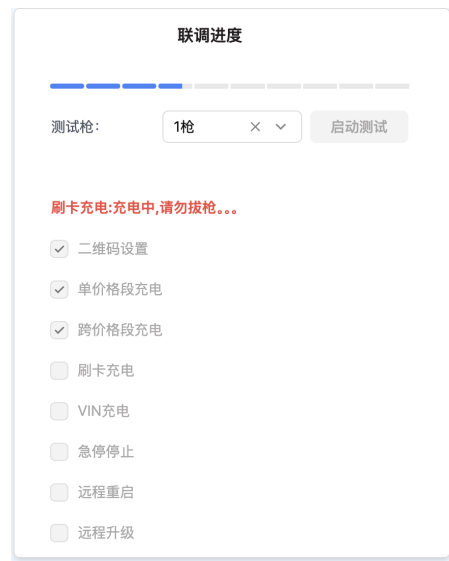 联调进度
测试枪： 1枪 启动测试
刷卡充电:充电中,请勿拔枪。。。
二维码设置
单价格段充电
跨价格段充电
刷卡充电
VIN充电
急停停止
远程重启
远程升级